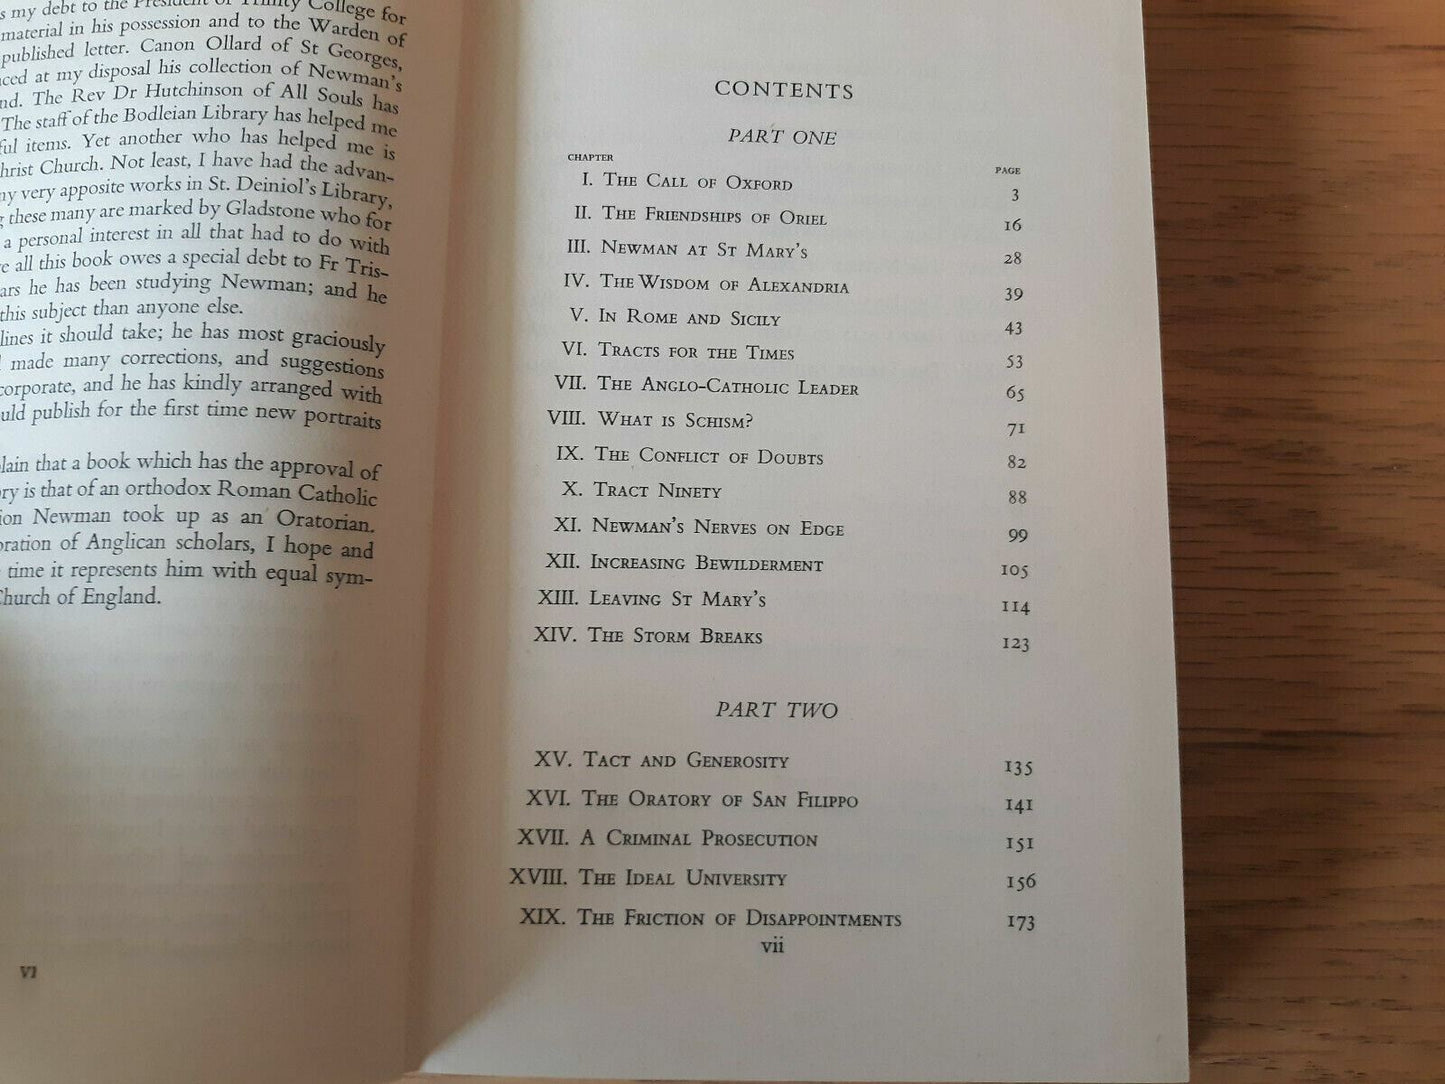 s my debt to the President of Trinity College for
material in his possession and to the Warden of
published letter. Canon Ollard of St Georges,
ced at my disposal his collection of Newman's
nd. The Rev Dr Hutchinson of All Souls has
The staff of the Bodleian Library has helped me
ful items. Yet another who has helped me is
hrist Church. Not least, I have had the advan-
ny very apposite works in St. Deiniol's Library,
g these many are marked by Gladstone who for
a personal interest in all that had to do with
e all this book owes a special debt to Fr Tris-
ars he has been studying Newman; and he
this subject than anyone else.
lines it should take; he has most graciously
made many corrections, and suggestions
corporate, and he has kindly arranged with
uld publish for the first time new portraits
plain that a book which has the approval of
ory is that of an orthodox Roman Catholic
ion Newman took up as an Oratorian.
oration of Anglican scholars, I hope and
time it represents him with equal sym-
Church of England.
VI
CONTENTS
PART ONE
CHAPTER PAGE
I. The Call of Oxford 3
II. The Friendships of Oriel 16
III. Newman at St Mary's 28
IV. The Wisdom of Alexandria 39
V. In Rome and Sicily 43
VI. Tracts for the Times 53
VII. The Anglo-Catholic Leader 65
VIII. What is Schism? 71
IX. The Conflict of Doubts 82
X. Tract Ninety 88
XI. Newman's Nerves on Edge 99
XII. Increasing Bewilderment 105
XIII. Leaving St Mary's 114
XIV. The Storm Breaks 123
PART TWO
XV. Tact and Generosity 135
XVI. The Oratory of San Filippo 141
XVII. A Criminal Prosecution 151
XVIII. The Ideal University 156
XIX. The Friction of Disappointments 173
vii